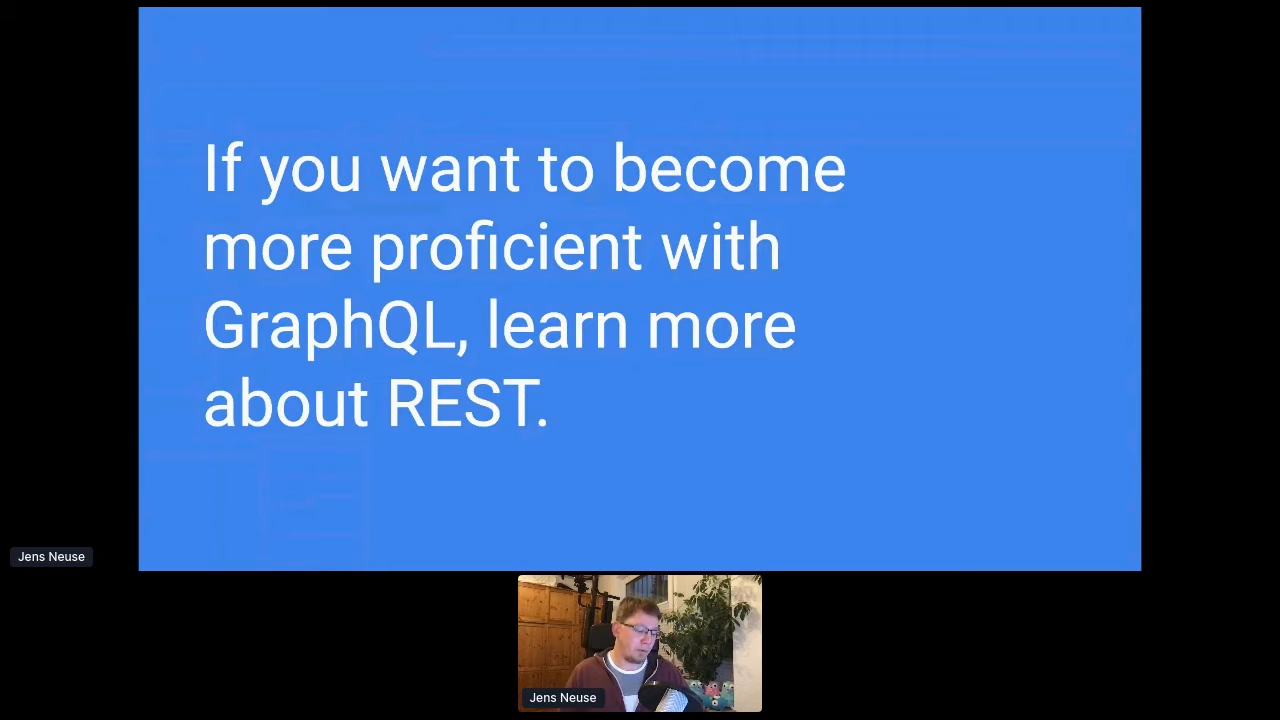 If you want to become
more proficient with
GraphQL, learn more
about REST.
Jens Neuse
Jens Neuse